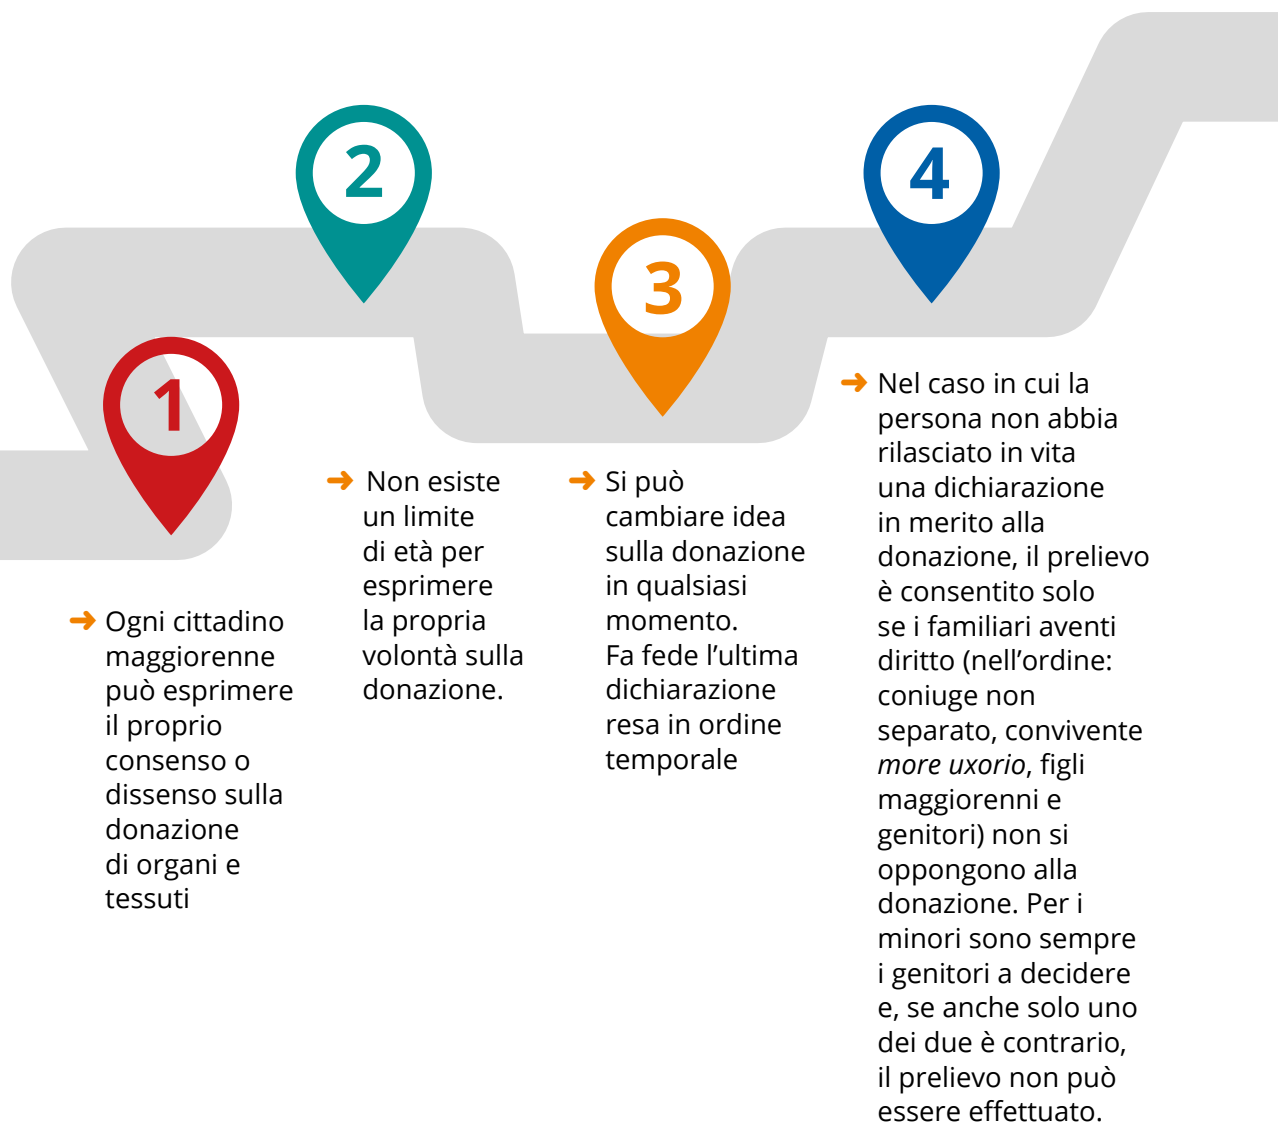 1
➜ Ogni cittadino
maggiorenne
può esprimere
il proprio
consenso o
dissenso sulla
donazione
di organi e
tessuti
2
➜ Non esiste
un limite
di età per
esprimere
la propria
volontà sulla
donazione.
3
➜ Si può
cambiare idea
sulla donazione
in qualsiasi
momento.
Fa fede l’ultima
dichiarazione
resa in ordine
temporale
4
➜ Nel caso in cui la
persona non abbia
rilasciato in vita
una dichiarazione
in merito alla
donazione, il prelievo
è consentito solo
se i familiari aventi
diritto (nell’ordine:
coniuge non
separato, convivente
more uxorio, figli
maggiorenni e
genitori) non si
oppongono alla
donazione. Per i
minori sono sempre
i genitori a decidere
e, se anche solo uno
dei due è contrario,
il prelievo non può
essere effettuato.